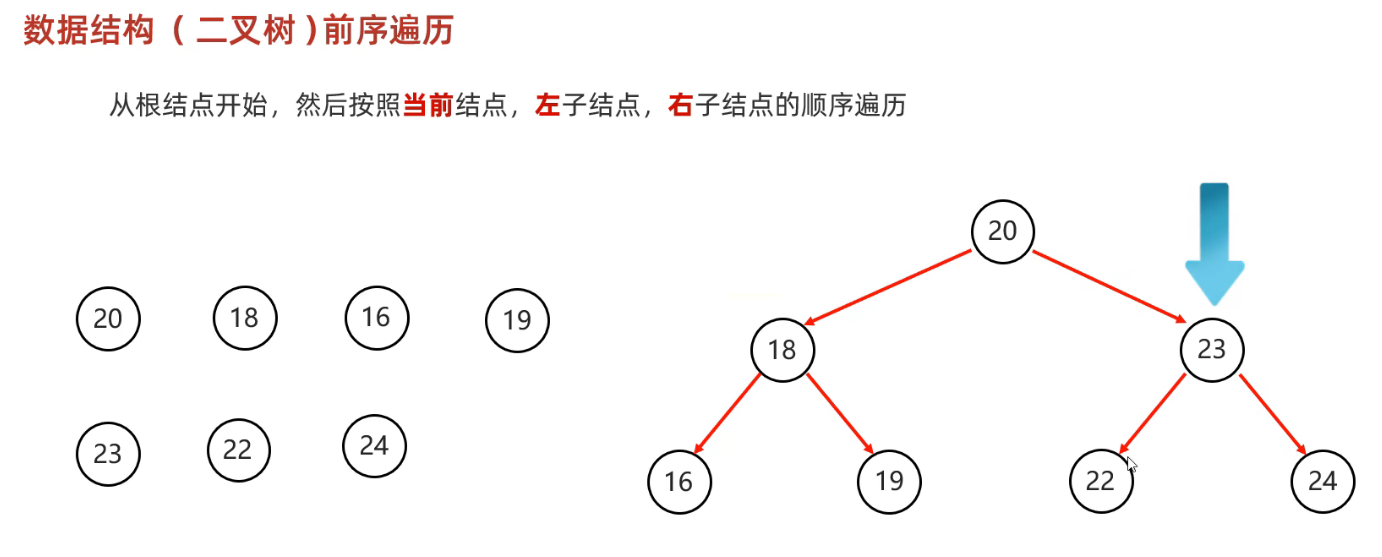 数据结构（二叉树）前序遍历
从根结点开始，然后按照当前结点，左子结点，右子结点的顺序遍历
20
18 23
20 18 16 19
23 22 24
16 19 22 24